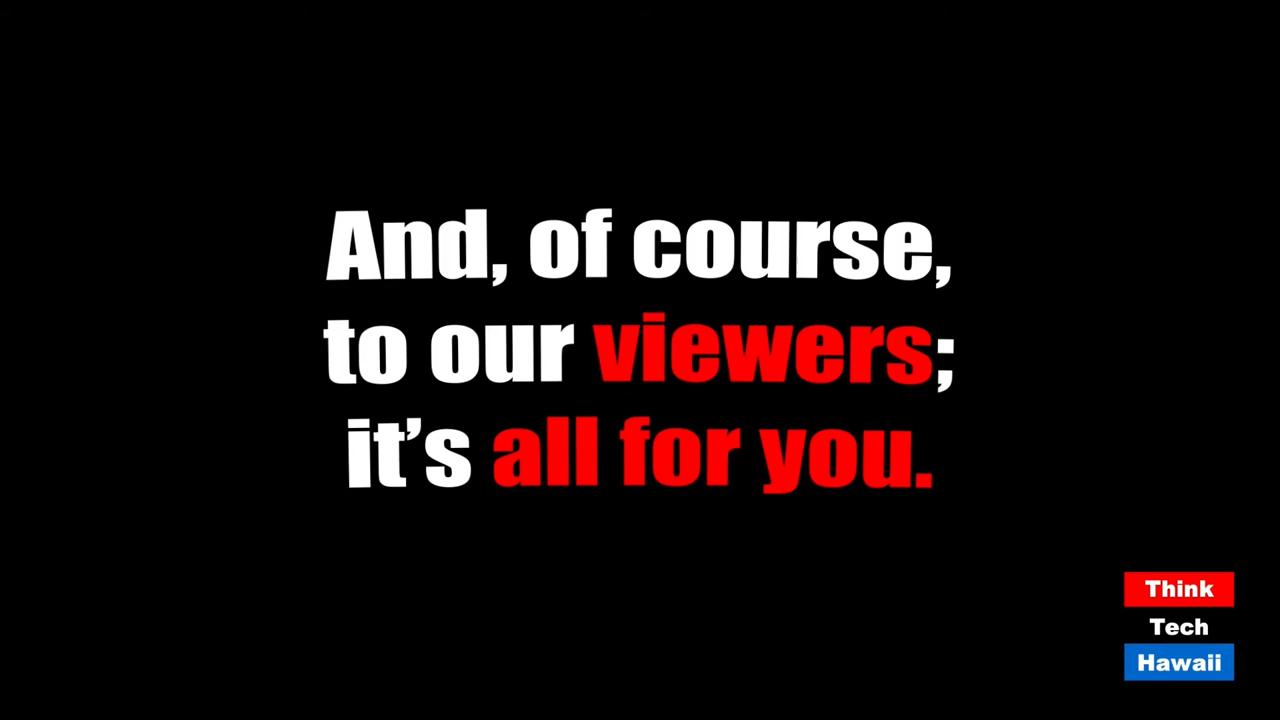 And, of course,
to our viewers;
it’s all for you.
Think
Tech
Hawaii